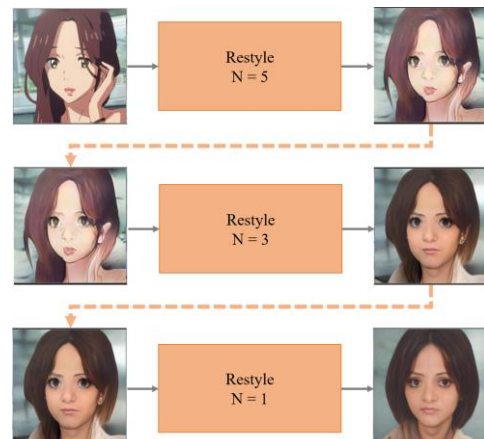 Restyle
N = 5
Restyle
N = 3
Restyle
N = 1